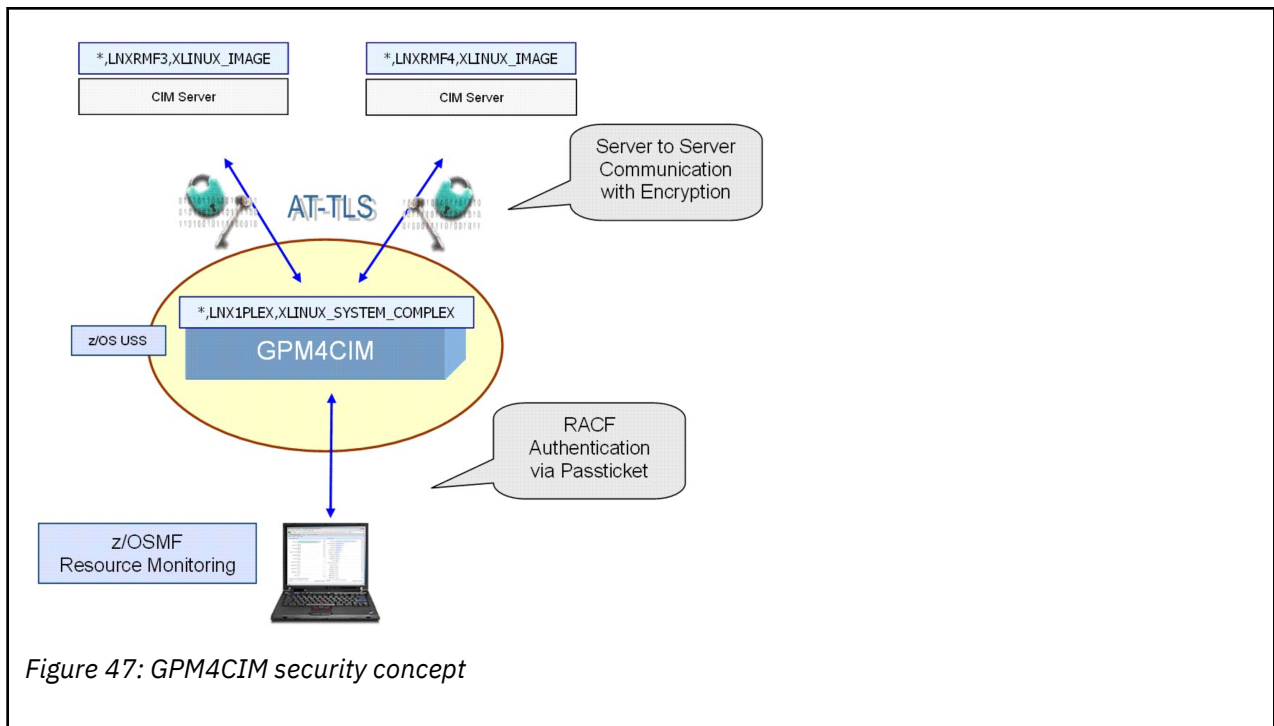 *,LNXRMF3,XLINUX_IMAGE
CIM Server
*,LNXRMF4,XLINUX_IMAGE
CIM Server
Server to Server
Communication
with Encryption
AT-TLS
*,LNX1PLEX,XLINUX_SYSTEM_COMPLEX
z/OS USS
GPM4CIM
RACF
Authentication
via Passticket
z/OSMF
Resource Monitoring
Figure 47: GPM4CIM security concept